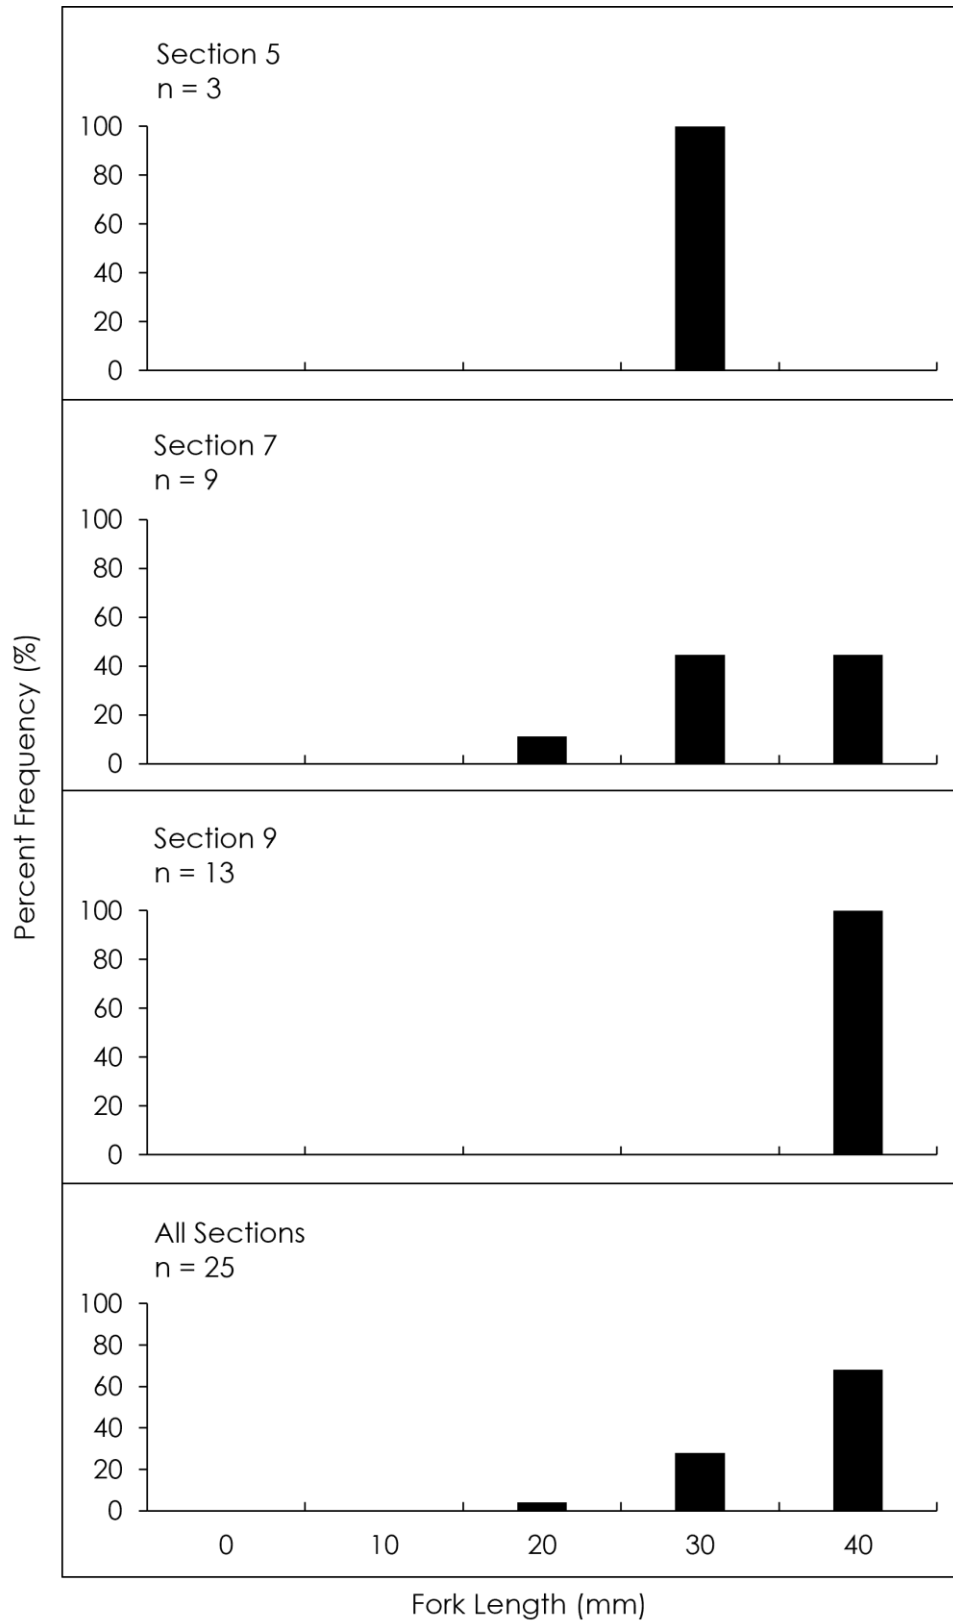 Section 5
n = 3
100
80
60
40
20
0
Section 7
n = 9
100
80
60
40
20
0
Section 9
n = 13
100
80
60
40
20
0
All Sections
n = 25
100
80
60
40
20
0
0 10 20 30 40
Fork Length (mm)
Percent Frequency (%)